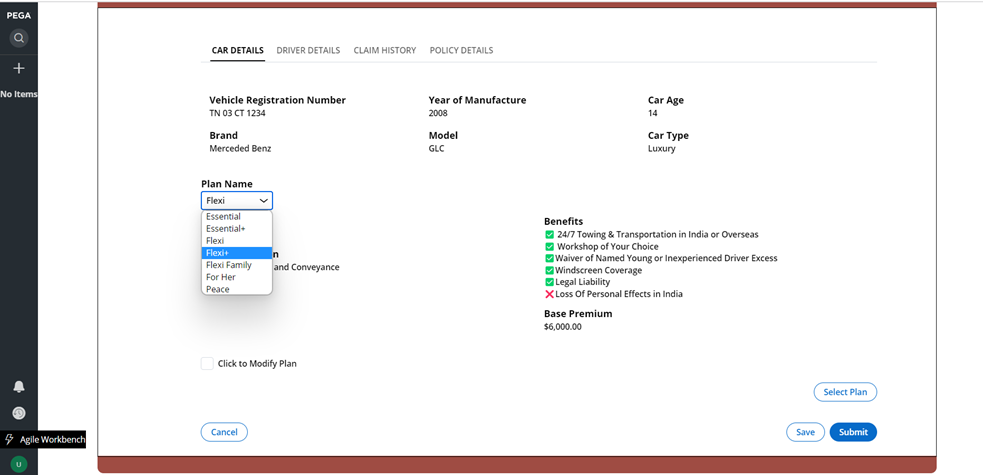 PEGA
CAR DETAILS DRIVER DETAILS CLAIM HISTORY POLICY DETAILS
No Items
Vehicle Registration Number Year of Manufacture Car Age
TN 03 CT 1234 2008 14
Brand Model Car Type
Merceded Benz GLC Luxury
Plan Name
Flexi
Essential
Essential+
Flexi
Flexi+
Flexi Family
For Her
Peace
n
and Conveyance
Benefits
24/7 Towing & Transportation in India or Overseas
Workshop of Your Choice
Waiver of Named Young or Inexperienced Driver Excess
Windscreen Coverage
Legal Liability
Loss Of Personal Effects in India
Base Premium
$6,000.00
Click to Modify Plan
Select Plan
Cancel Save Submit
Agile Workbench
U